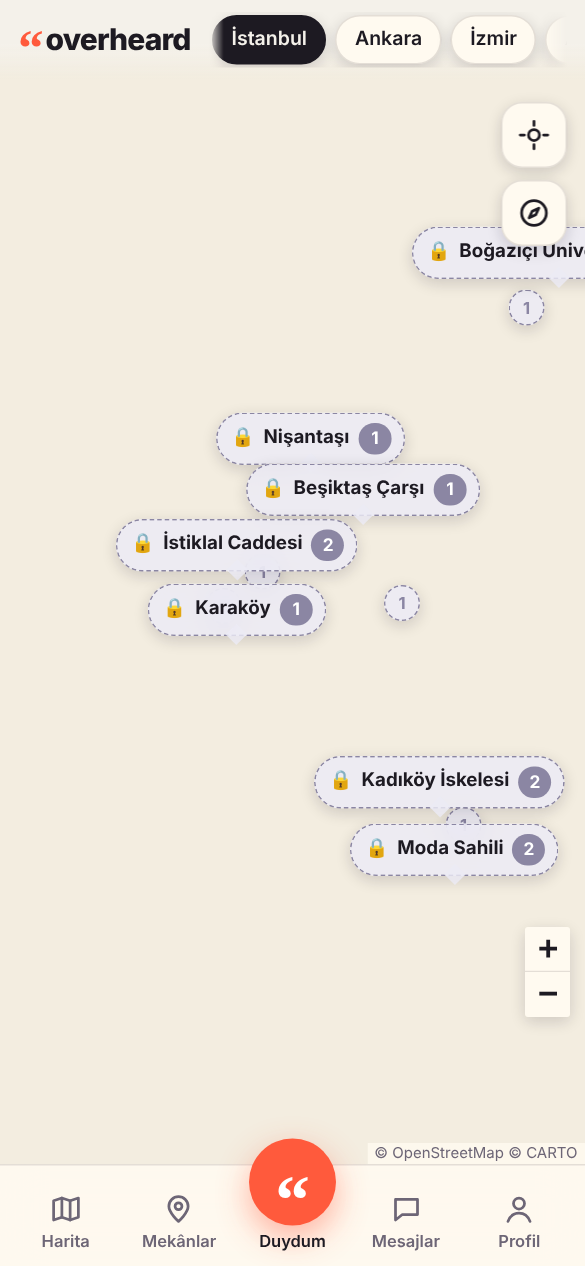 “overheard
İstanbul
Ankara
İzmir
Boğaziçi
1
Nişantaşı 1
Beşiktaş Çarşı 1
İstiklal Caddesi 2
Karaköy 1
1
Kadıköy İskelesi 2
Moda Sahili 2
+
−
© OpenStreetMap © CARTO
“
Harita
Mekânlar
Duydum
Mesajlar
Profil